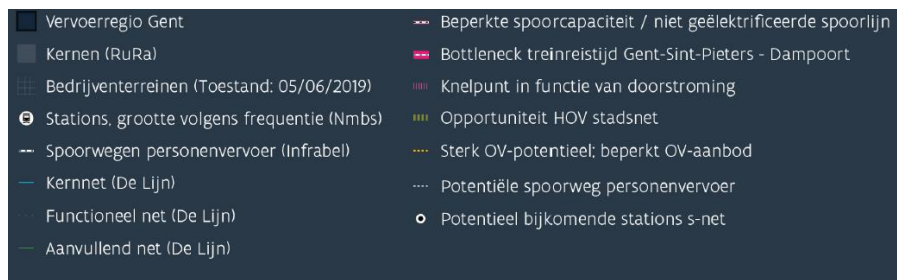 Vervoerregio Gent
Kernen (RuRa)
Bedrijventerreinen (Toestand: 05/06/2019)
Stations, grootte volgens frequentie (Nmbs)
Spoorwegen personenvervoer (Infrabel)
Kernnet (De Lijn)
Functioneel net (De Lijn)
Aanvullend net (De Lijn)
Beperkte spoorcapaciteit / niet geëlektrificeerde spoorlijn
Bottleneck treinreistijd Gent-Sint-Pieters - Dampoort
Knelpunt in functie van doorstroming
Opportuniteit HOV stadsnet
Sterk OV-potentieel; beperkt OV-aanbod
Potentiële spoorweg personenvervoer
Potentieel bijkomende stations s-net